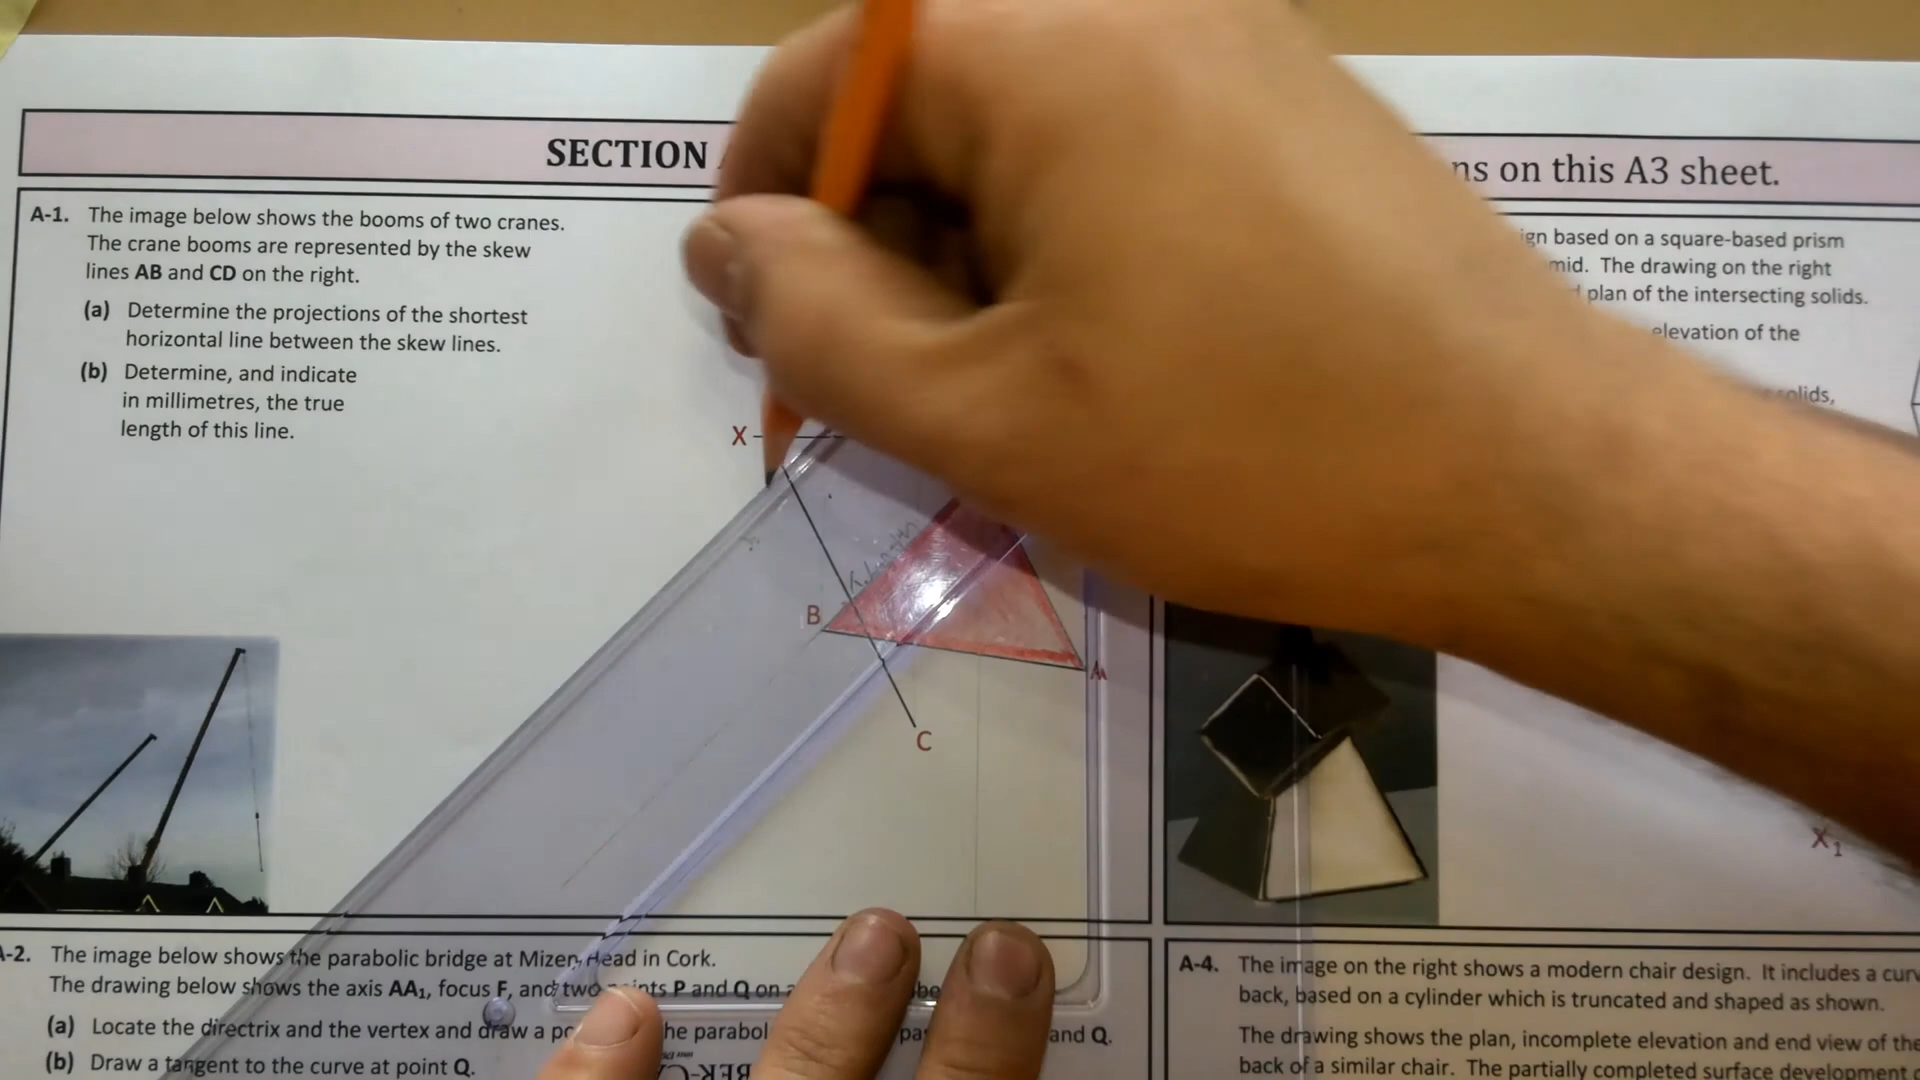 SECTION
ns on this A3 sheet.
A-1. The image below shows the booms of two cranes.
The crane booms are represented by the skew
lines AB and CD on the right.
(a) Determine the projections of the shortest
horizontal line between the skew lines.
(b) Determine, and indicate
in millimetres, the true
length of this line.
X
B
A
C
ign based on a square-based prism
mid. The drawing on the right
plan of the intersecting solids.
elevation of the
solids,
X1
A-2. The image below shows the parabolic bridge at Mizen Head in Cork.
The drawing below shows the axis AA1, focus F, and two points P and Q on
(a) Locate the directrix and the vertex and draw a po he parabol pa and Q.
(b) Draw a tangent to the curve at point Q.
A-4. The image on the right shows a modern chair design. It includes a curv
back, based on a cylinder which is truncated and shaped as shown.
The drawing shows the plan, incomplete elevation and end view of the
back of a similar chair. The partially completed surface development